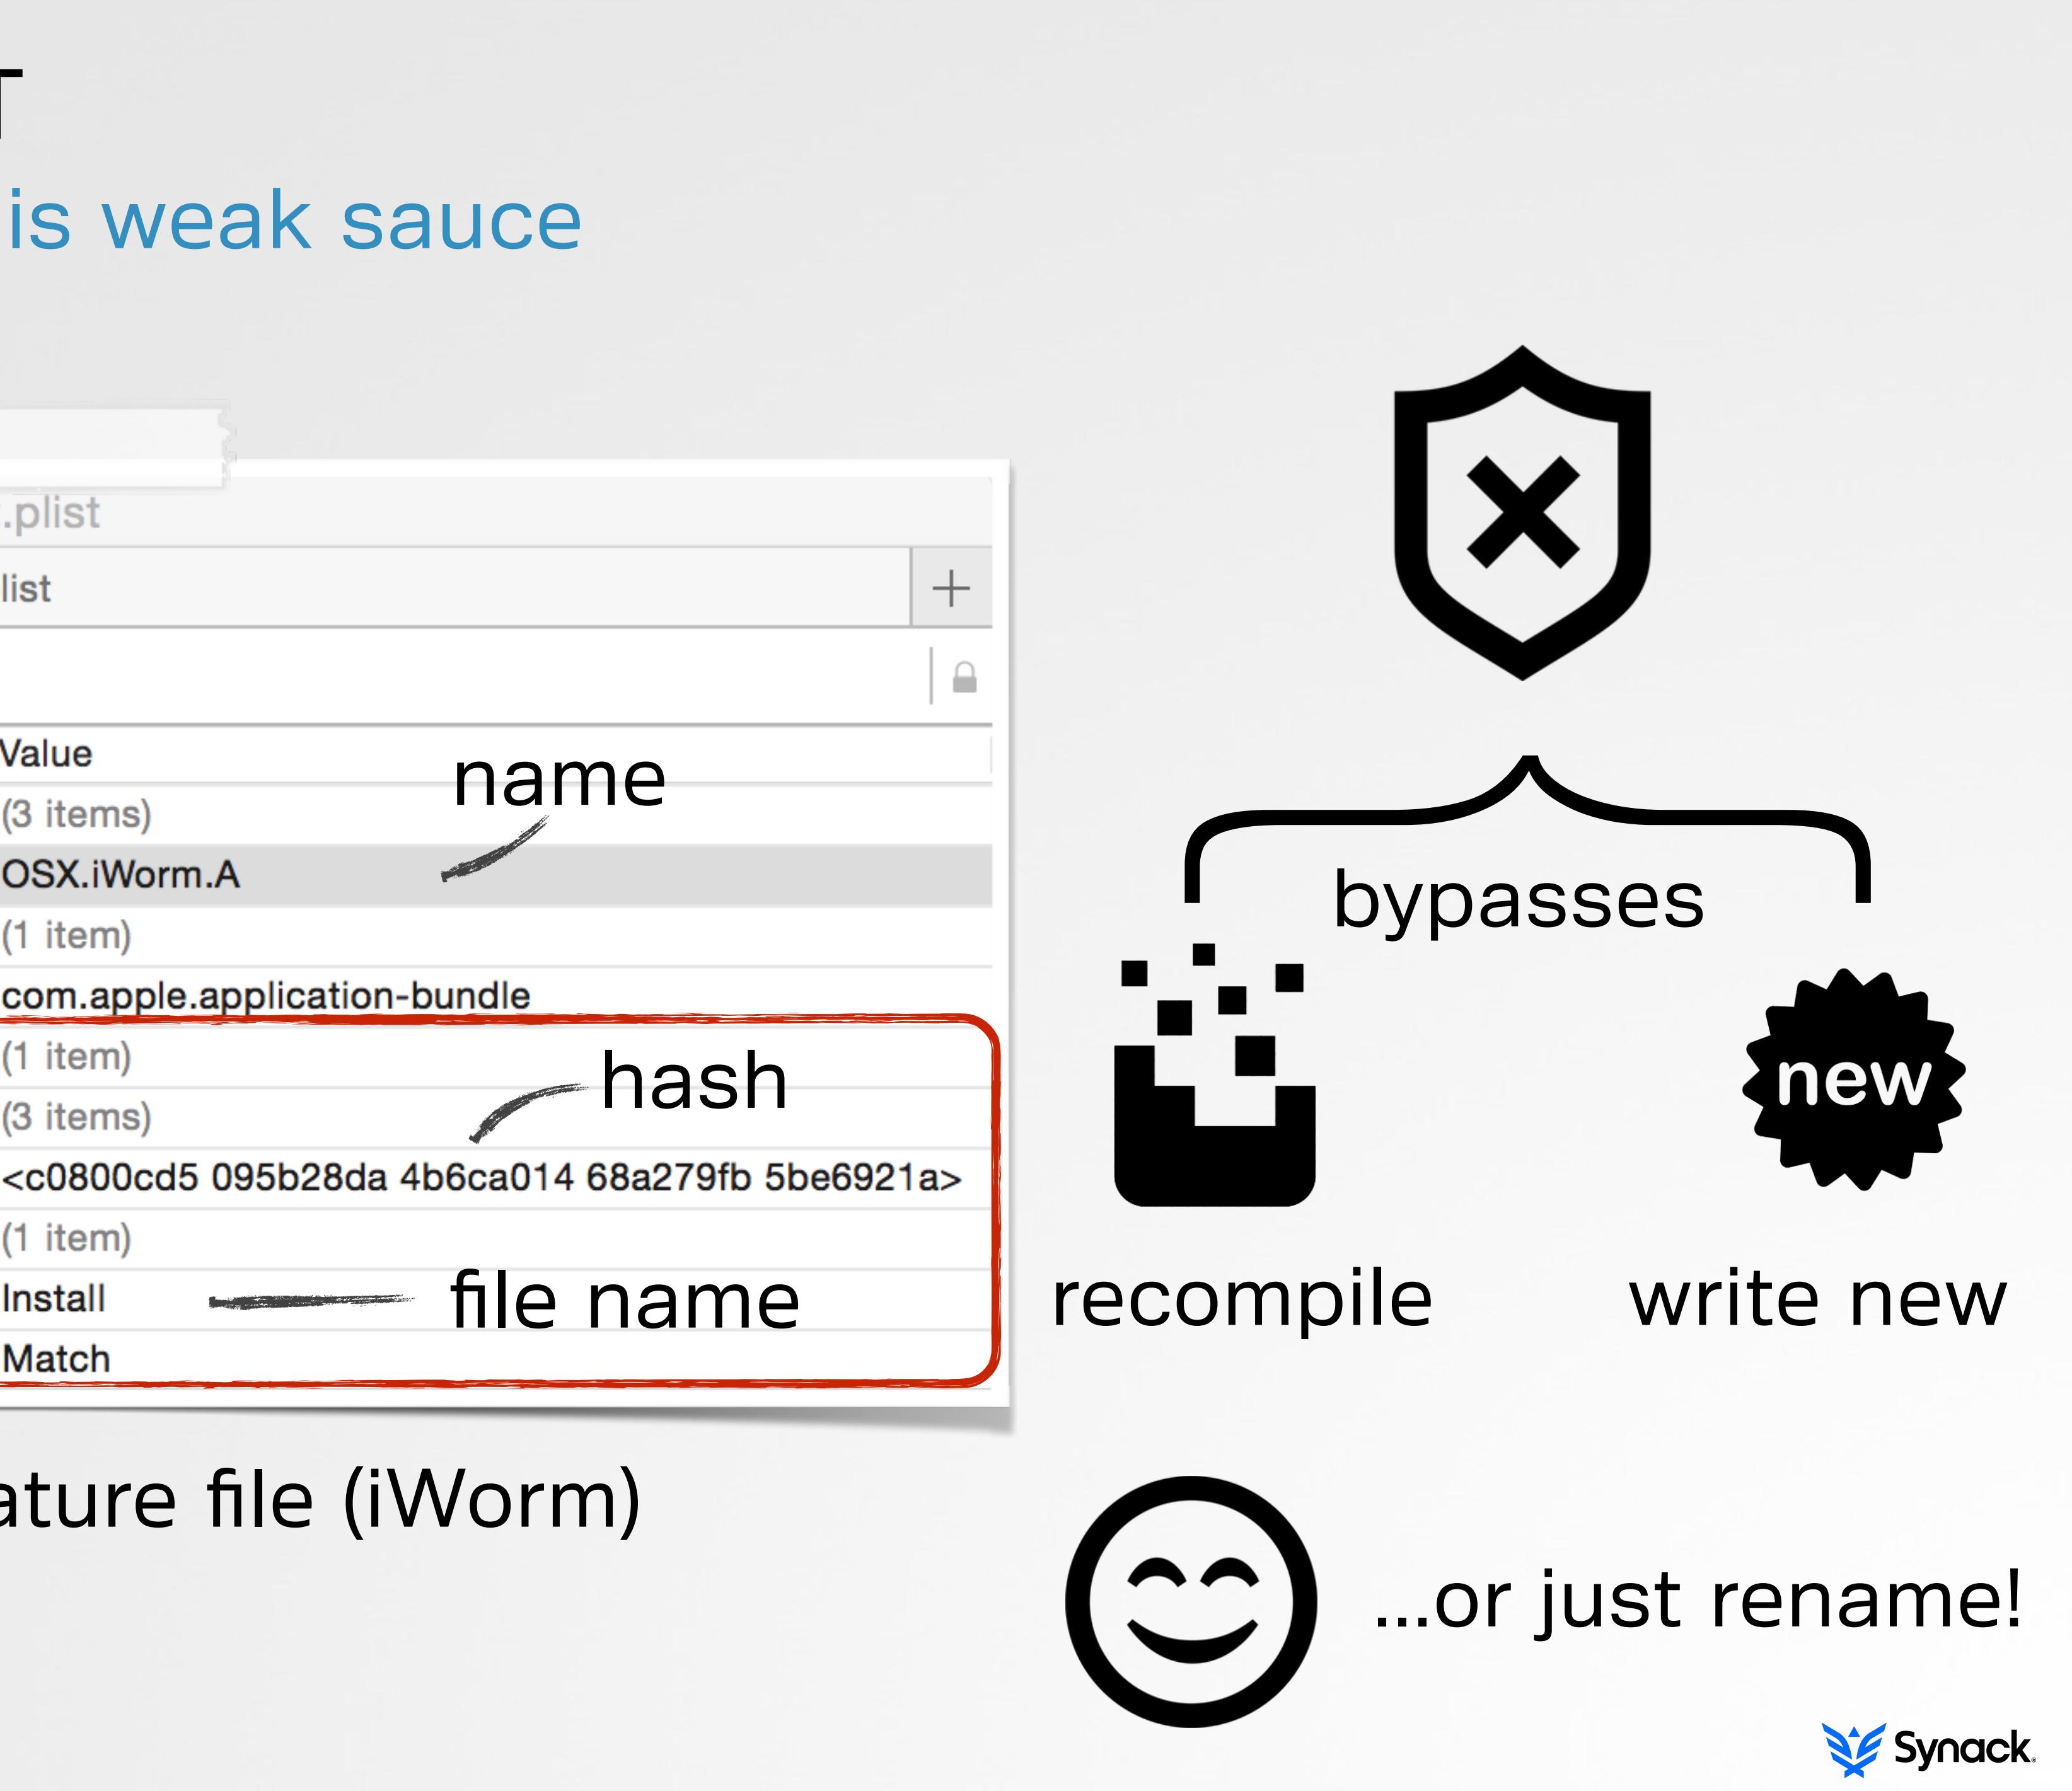 T
is weak sauce
.plist
list
Value
name
(3 items)
OSX.iWorm.A
(1 item)
com.apple.application-bundle
(1 item)
hash
(3 items)
<c0800cd5 095b28da 4b6ca014 68a279fb 5be6921a>
(1 item)
Install
file name
Match
ature file (iWorm)
bypasses
new
recompile
write new
...or just rename!
Synack